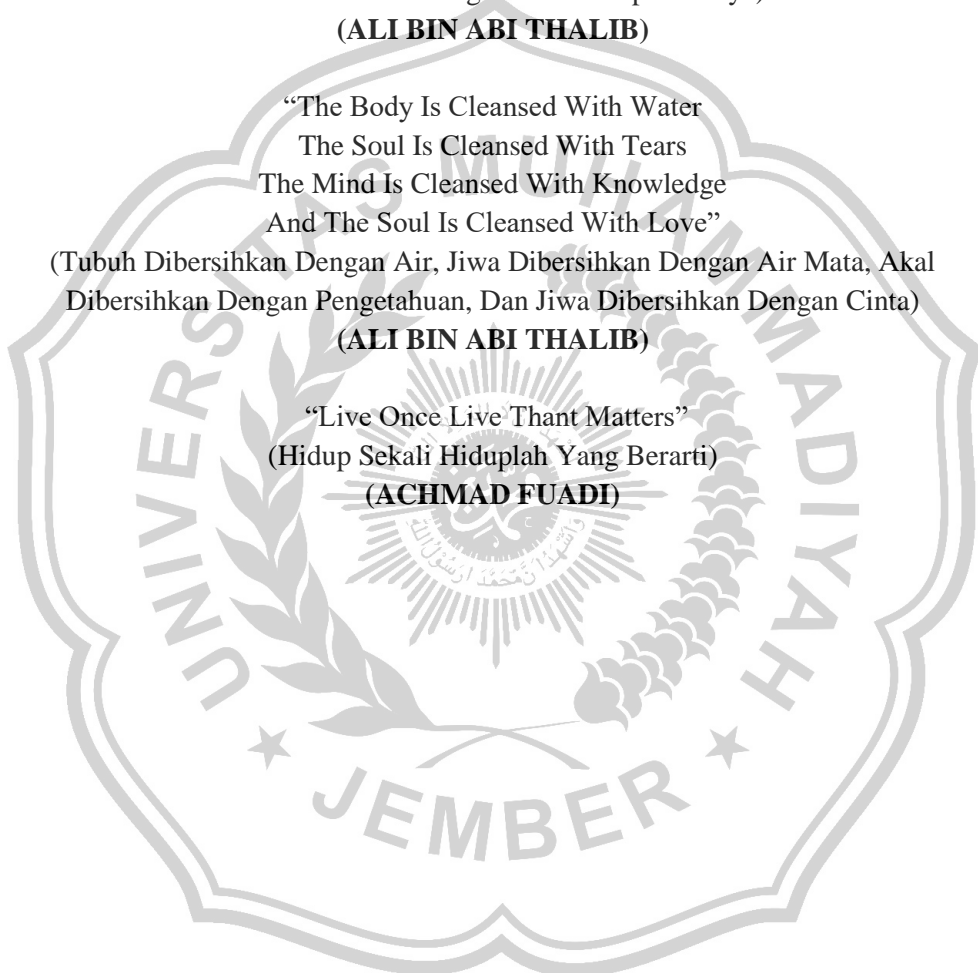 (ALI BIN ABI THALIB)
“The Body Is Cleansed With Water
The Soul Is Cleansed With Tears
The Mind Is Cleansed With Knowledge
And The Soul Is Cleansed With Love”
(Tubuh Dibersihkan Dengan Air, Jiwa Dibersihkan Dengan Air Mata, Akal
Dibersihkan Dengan Pengetahuan, Dan Jiwa Dibersihkan Dengan Cinta)
(ALI BIN ABI THALIB)
“Live Once Live Thant Matters”
(Hidup Sekali Hiduplah Yang Berarti)
(ACHMAD FUADI)
UNIVERSITAS MUHAMMADIYAH
JEMBER